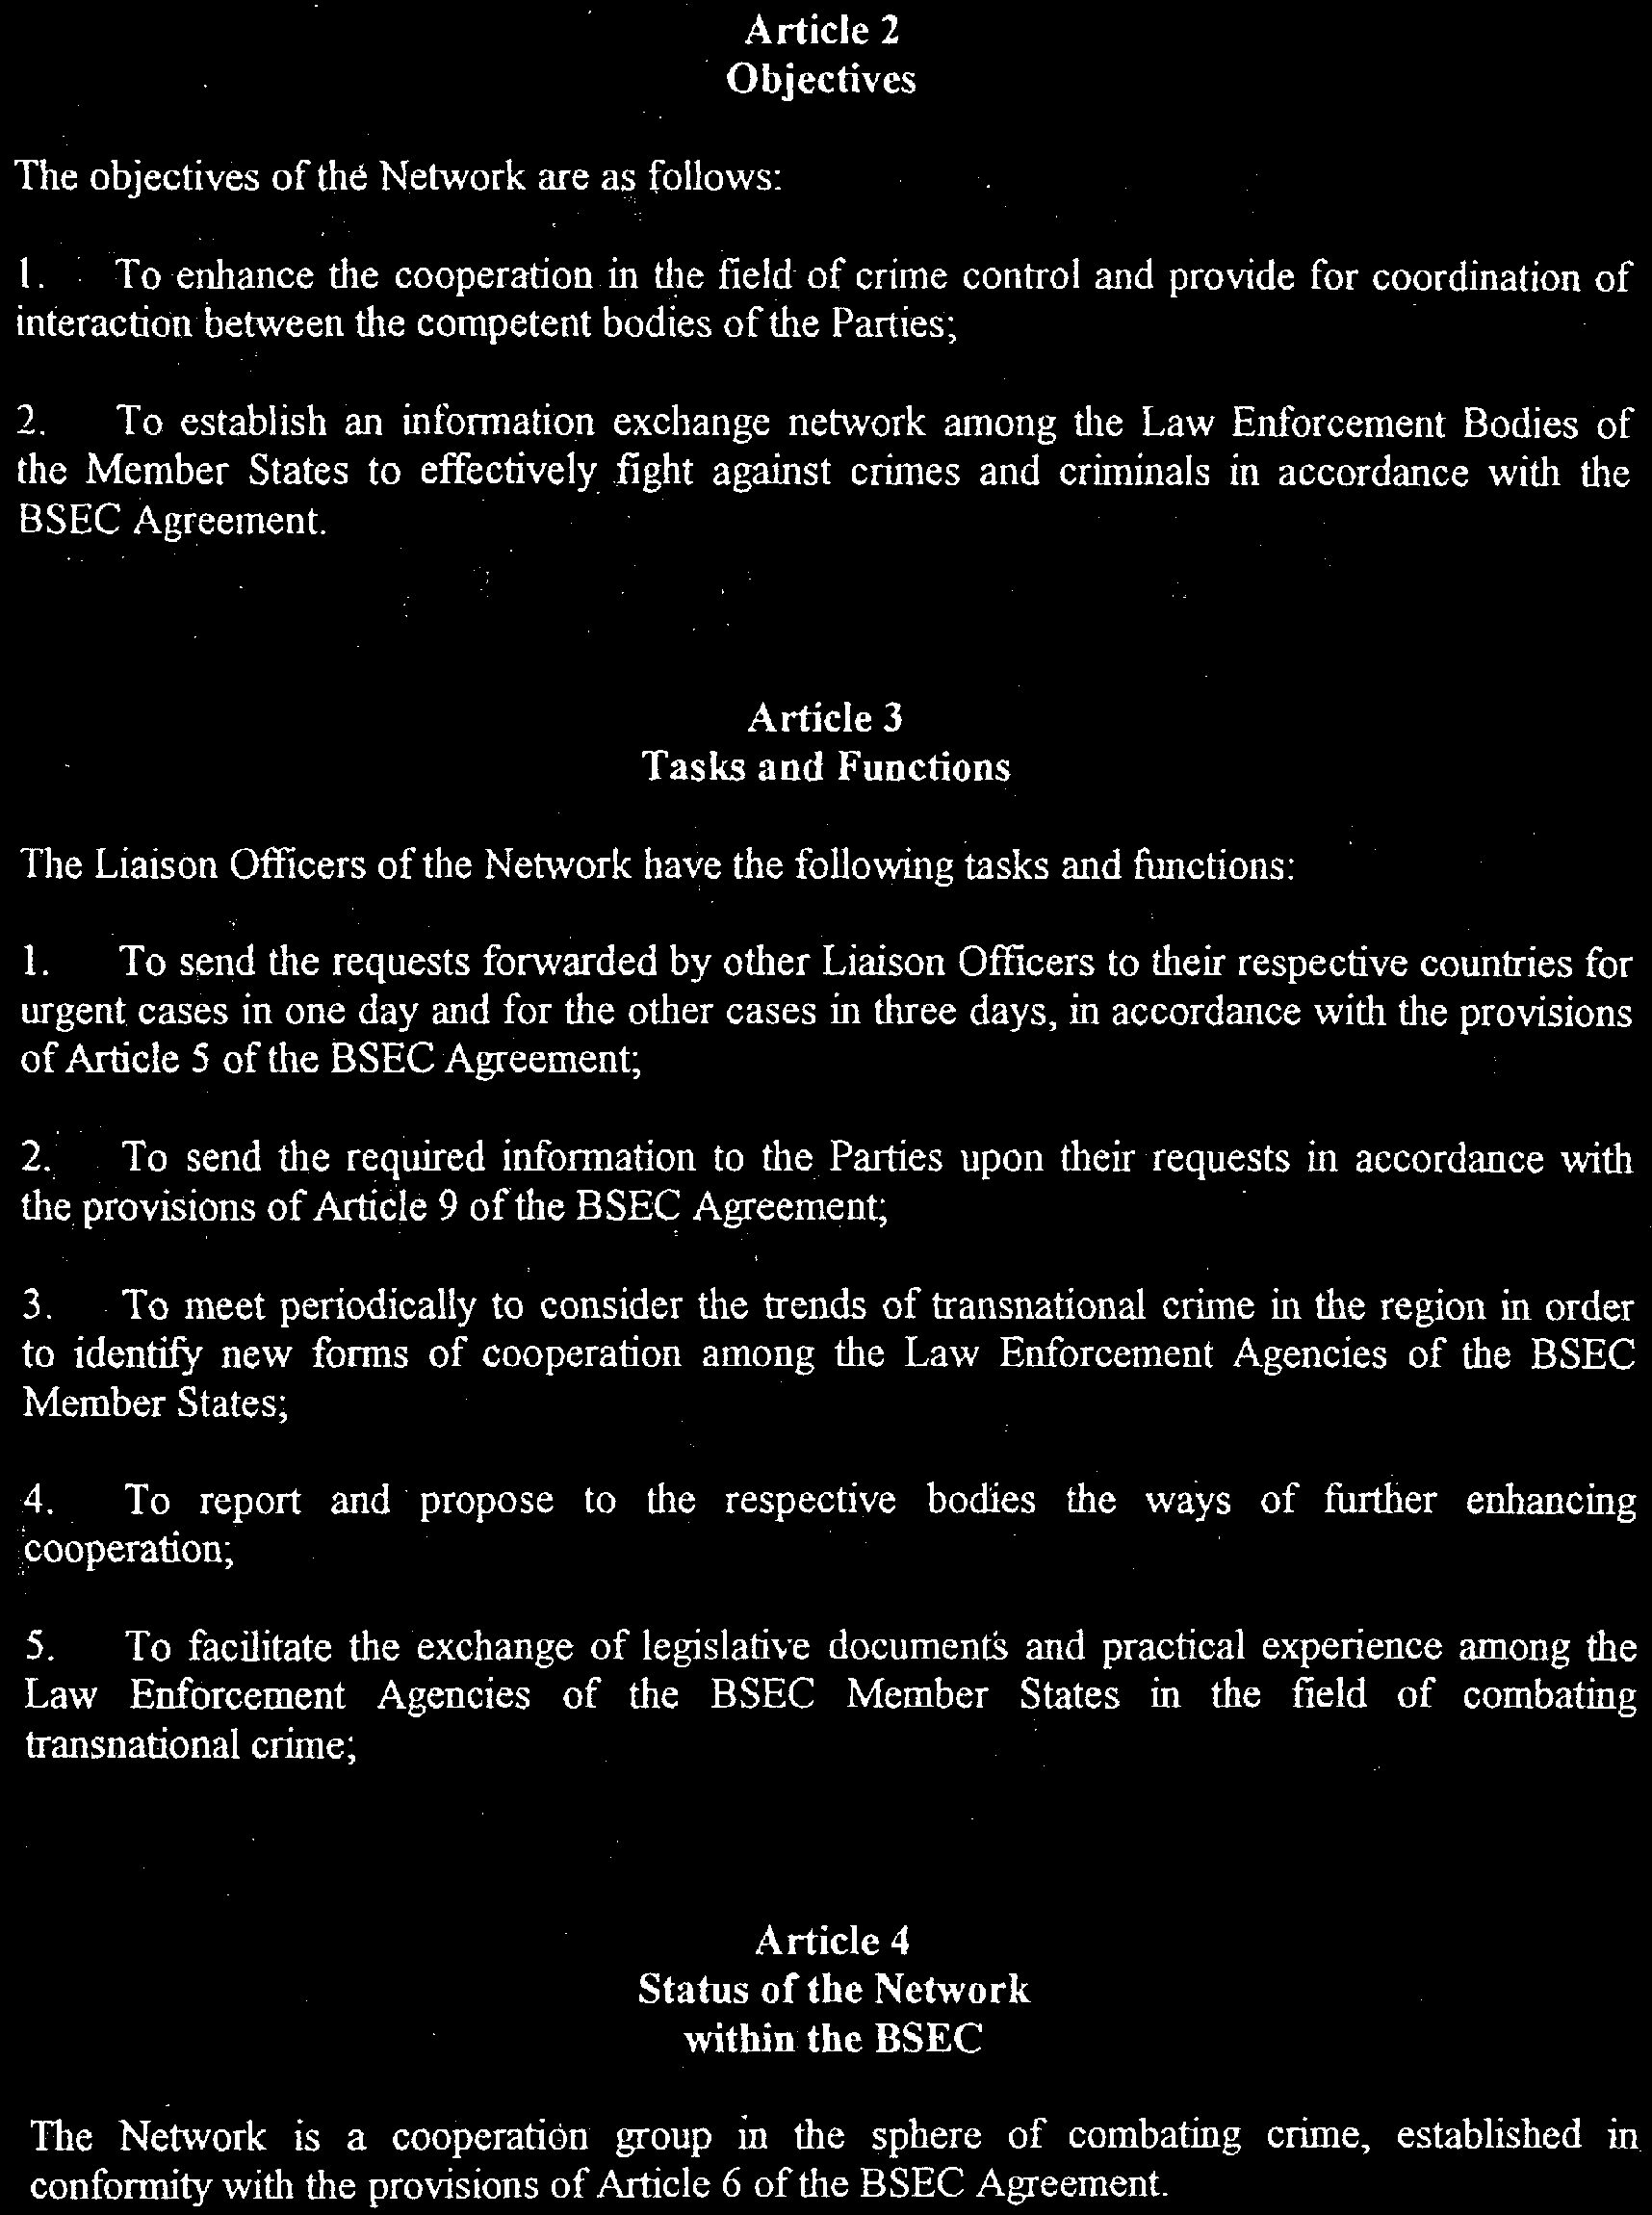 Article 2
Objectives
The objectives of the Network are as follows:
1. To enhance the cooperation in the field of crime control and provide for coordination of
interaction between the competent bodies of the Parties;
2. To establish an information exchange network among the Law Enforcement Bodies of
the Member States to effectively fight against crimes and criminals in accordance with the
BSEC Agreement.
Article 3
Tasks and Functions
The Liaison Officers of the Network have the following tasks and functions:
1. To send the requests forwarded by other Liaison Officers to their respective countries for
urgent cases in one day and for the other cases in three days, in accordance with the provisions
of Article 5 of the BSEC Agreement;
2. To send the required information to the Parties upon their requests in accordance with
the provisions of Article 9 of the BSEC Agreement;
3. To meet periodically to consider the trends of transnational crime in the region in order
to identify new forms of cooperation among the Law Enforcement Agencies of the BSEC
Member States;
4. To report and propose to the respective bodies the ways of further enhancing
cooperation;
5. To facilitate the exchange of legislative documents and practical experience among the
Law Enforcement Agencies of the BSEC Member States in the field of combating
transnational crime;
Article 4
Status of the Network
within the BSEC
The Network is a cooperation group in the sphere of combating crime, established in
conformity with the provisions of Article 6 of the BSEC Agreement.